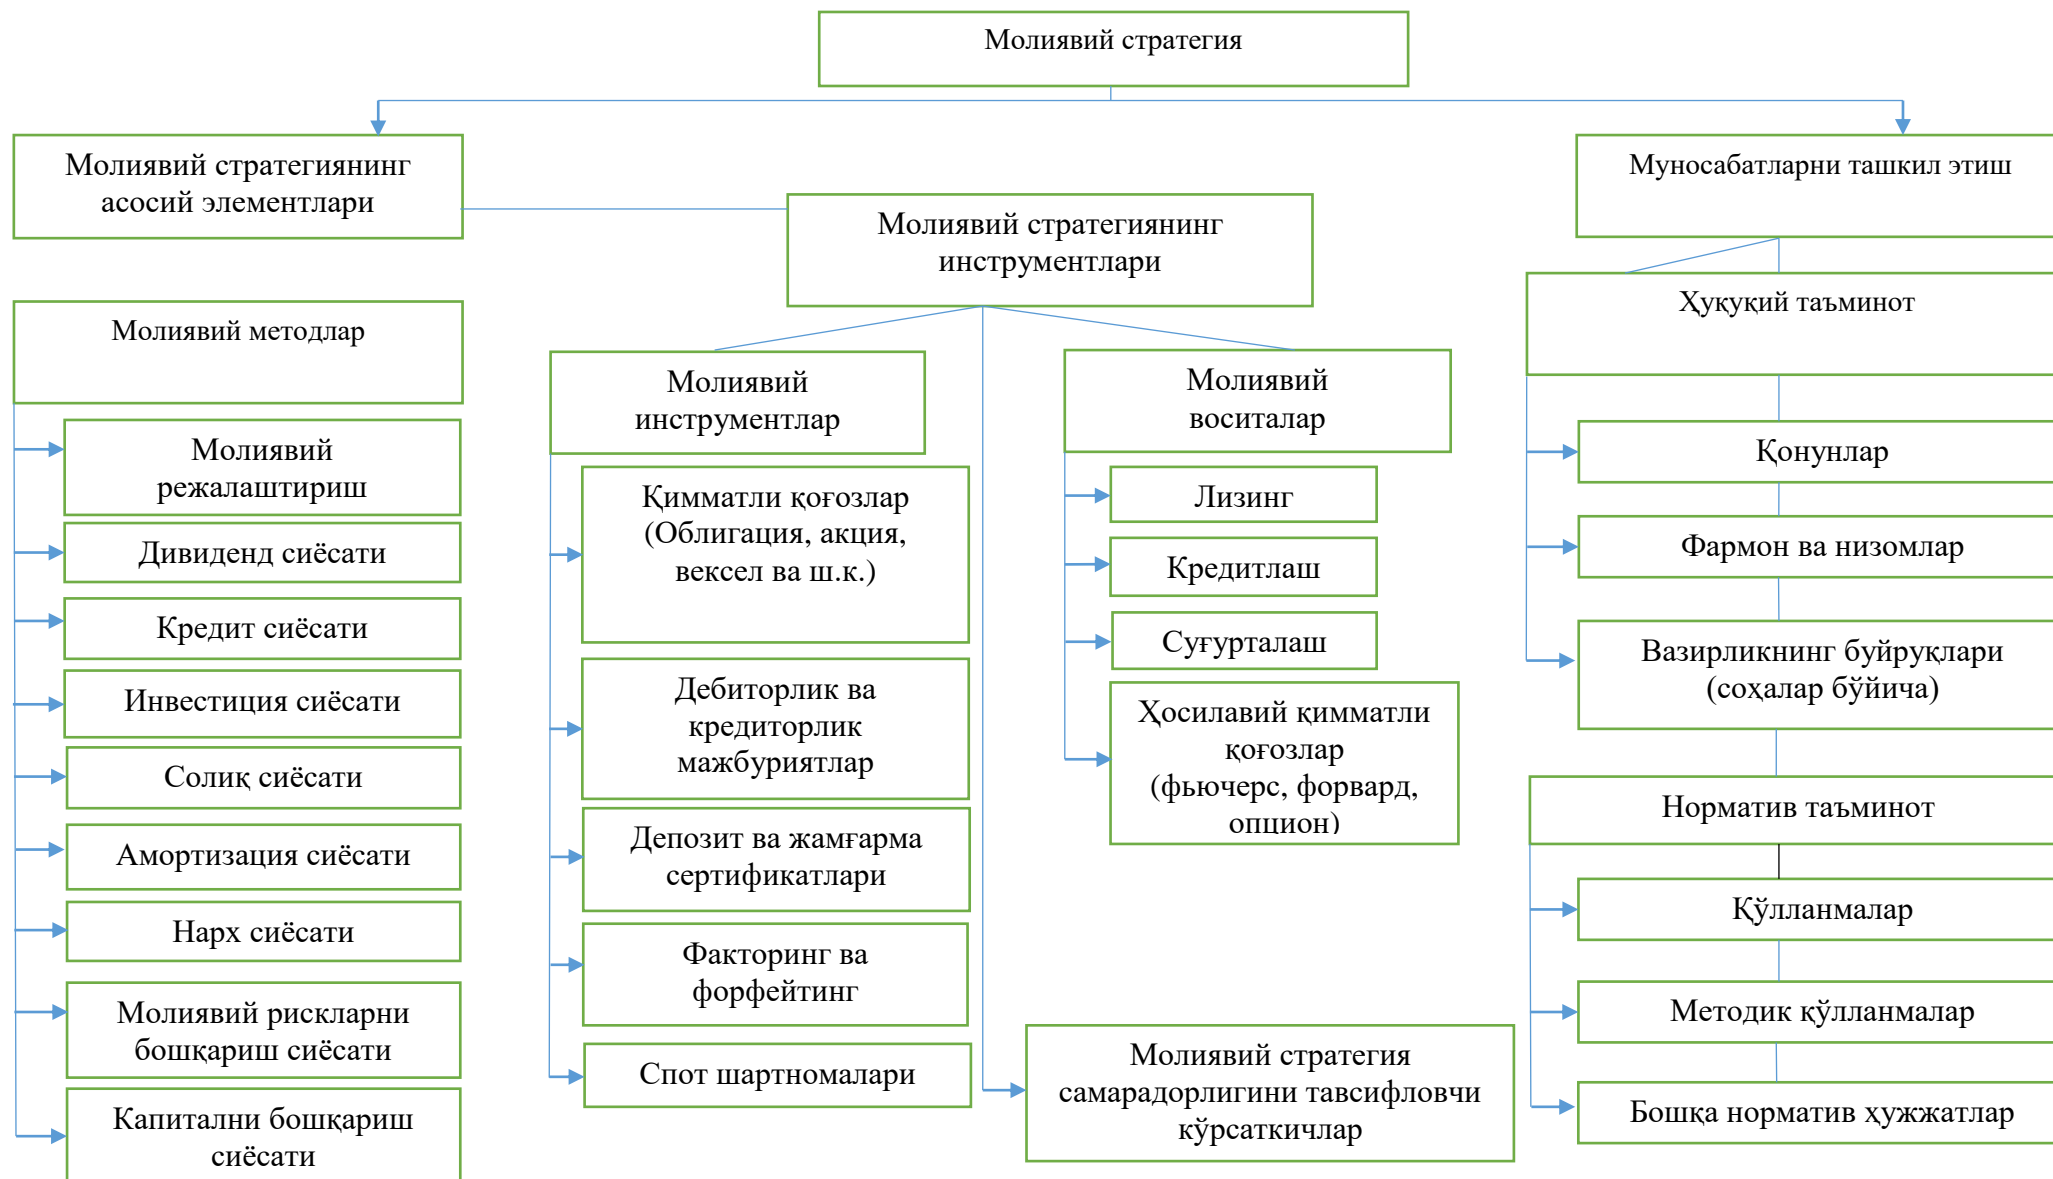 Молиявий стратегия
Молиявий стратегиянинг
асосий элементлари
Муносабатларни ташкил этиш
Молиявий стратегиянинг
инструментлари
Молиявий методлар
Молиявий
режалаштириш
Дивиденд сиёсати
Кредит сиёсати
Инвестиция сиёсати
Солиқ сиёсати
Амортизация сиёсати
Нарх сиёсати
Молиявий рискларни
бошқариш сиёсати
Капитални бошқариш
сиёсати
Молиявий
инструментлар
Қимматли қоғозлар
(Облигация, акция,
вексел ва ш.к.)
Дебиторлик ва
кредиторлик
мажбуриятлар
Депозит ва жамғарма
сертификатлари
Факторинг ва
форфейтинг
Спот шартномалари
Молиявий
воситалар
Лизинг
Кредитлаш
Суғурталаш
Ҳосилавий қимматли
қоғозлар
(фьючерс, форвард,
опцион)
Молиявий стратегия
самарадорлигини тавсифловчи
кўрсаткичлар
Ҳуқуқий таъминот
Қонунлар
Фармон ва низомлар
Вазирликнинг буйруқлари
(соҳалар бўйича)
Норматив таъминот
Қўлланмалар
Методик қўлланмалар
Бошқа норматив ҳужжатлар